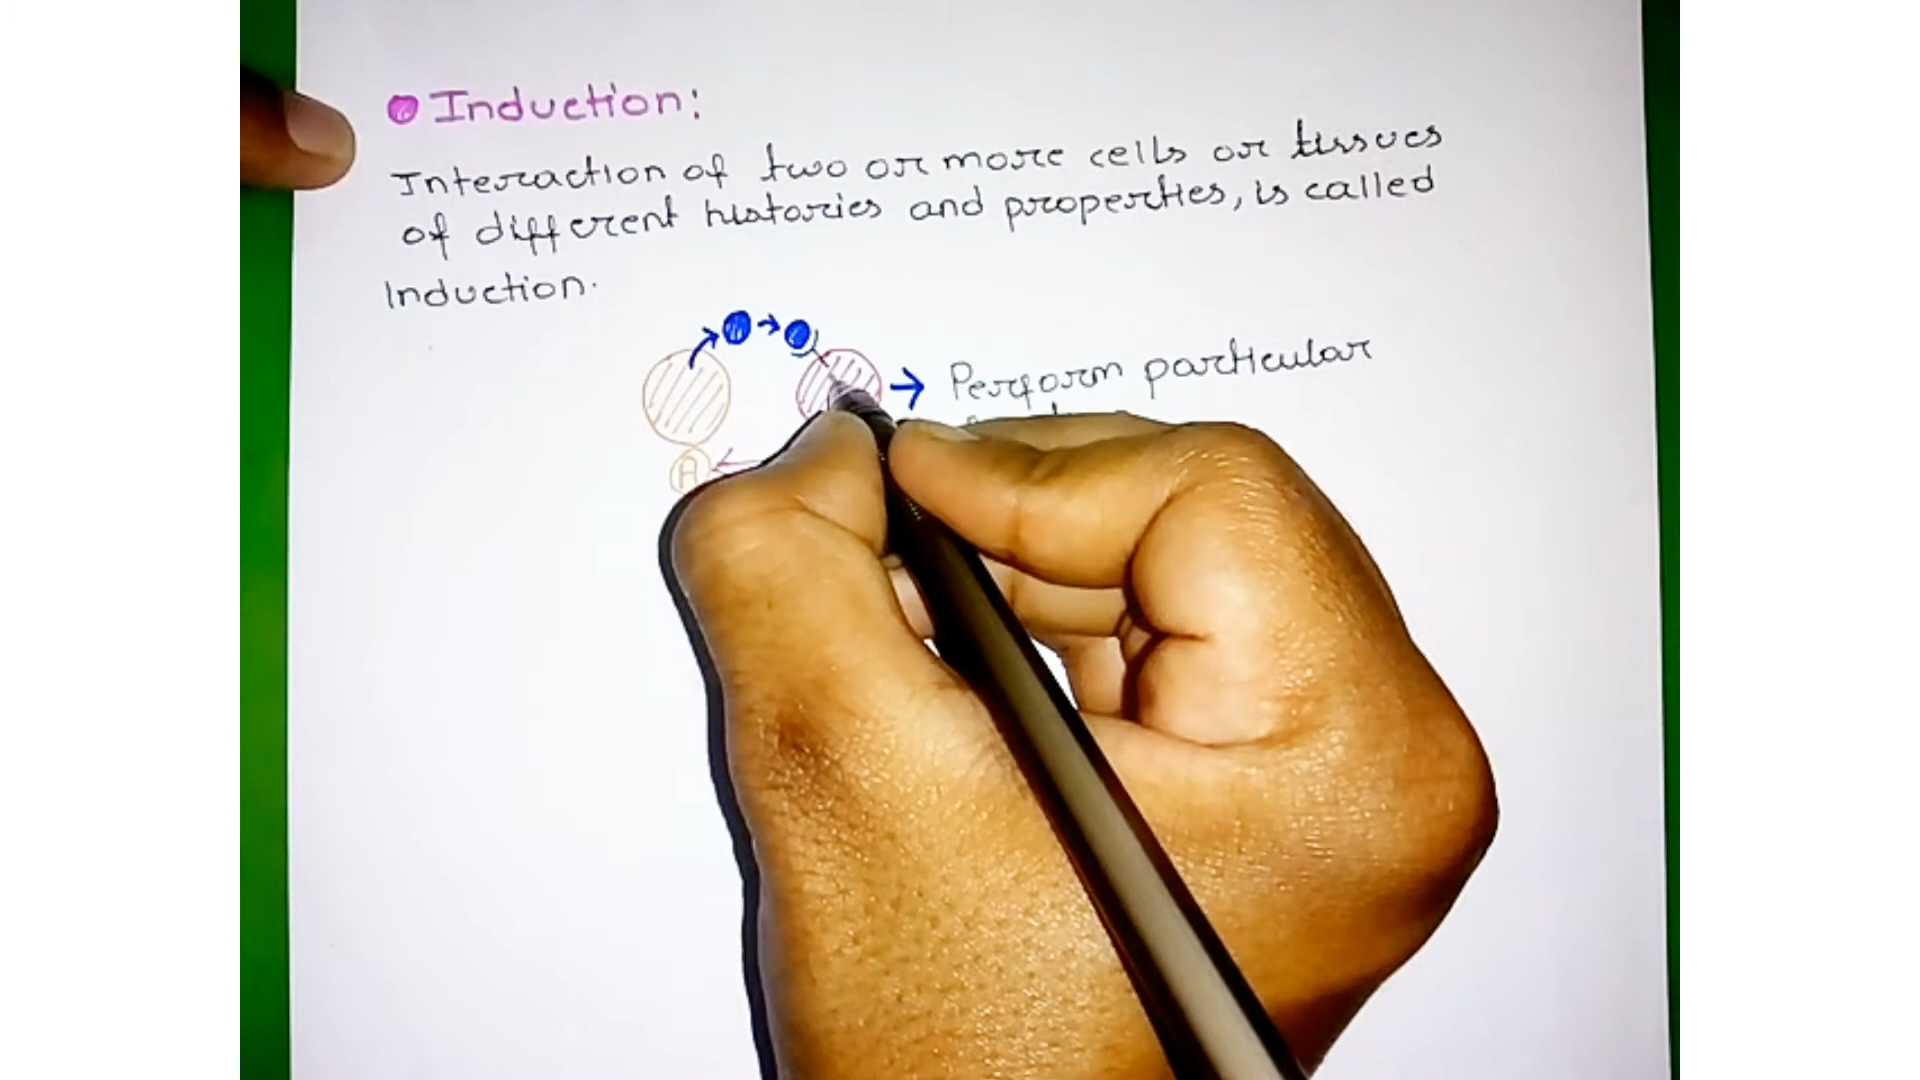 Induction:
Interaction of two or more cells or tissues
of different histories and properties, is called
Induction.
Perform particular
A